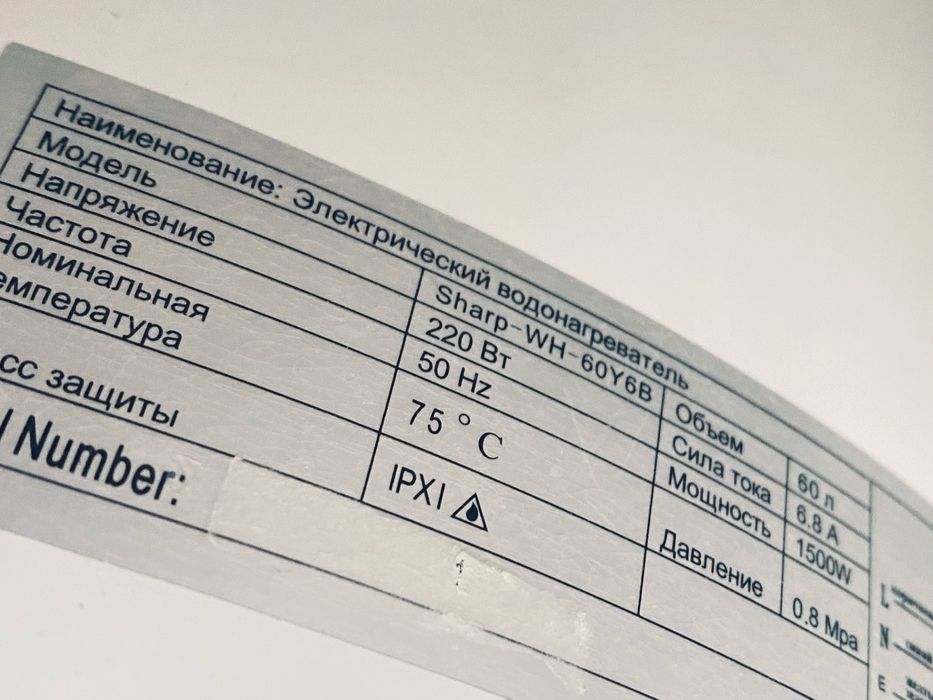 Наименование: Электрический водонагреватель
Модель Sharp-WH-60Y6B Объем 60 л
Напряжение 220 Вт Сила тока 6.8 А
Частота 50 Hz Мощность 1500W
Номинальная
емпература 75 °C Давление 0.8 Mpa
сс защиты IPX1
Number:
L
N
E